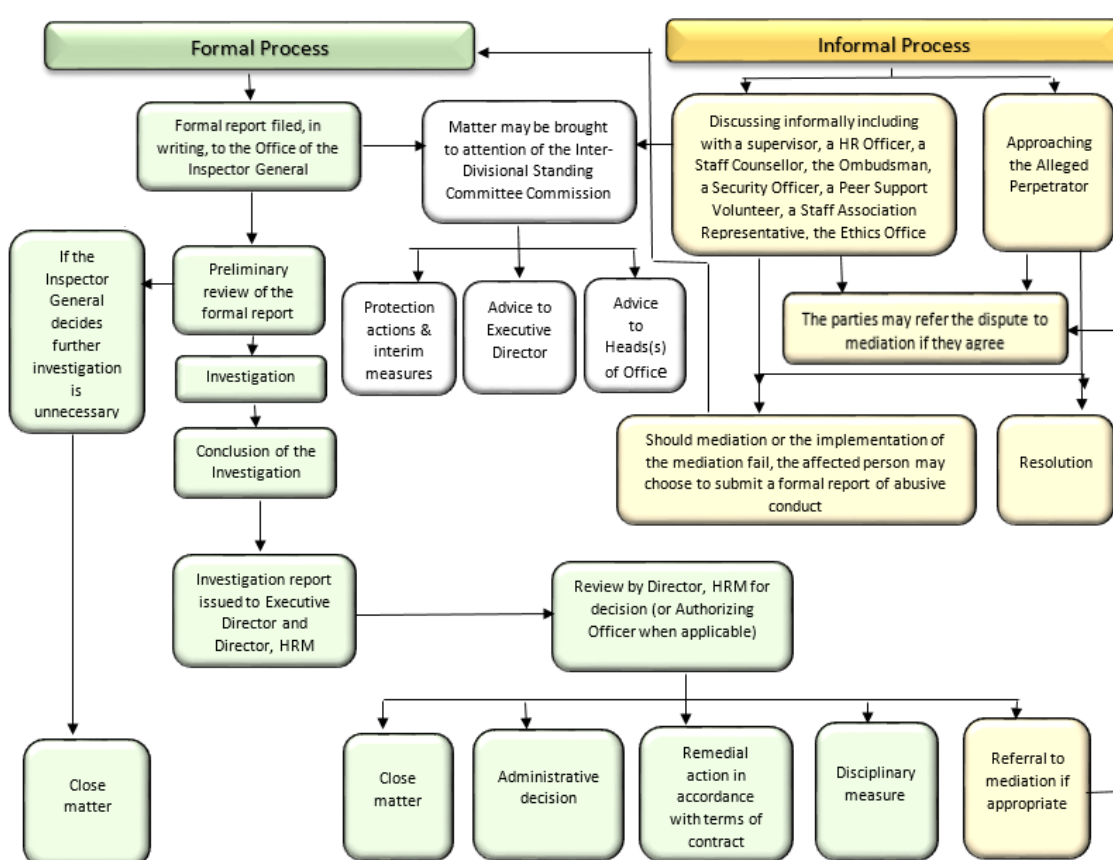 Formal Process
Informal Process
Formal report filed, in
writing, to the Office of the
Inspector General
Matter may be brought
to attention of the Inter-
Divisional Standing
Committee Commission
Discussing informally including
with a supervisor, a HR Officer, a
Staff Counsellor, the Ombudsman,
a Security Officer, a Peer Support
Volunteer, a Staff Association
Representative, the Ethics Office
Approaching
the Alleged
Perpetrator
If the
Inspector
General
decides
further
investigation
is
unnecessary
Preliminary
review of the
formal report
Protection
actions &
interim
measures
Advice to
Executive
Director
Advice
to
Heads(s)
of Office
The parties may refer the dispute to
mediation if they agree
Investigation
Conclusion of the
Investigation
Should mediation or the implementation of
the mediation fail, the affected person may
choose to submit a formal report of abusive
conduct
Resolution
Investigation report
issued to Executive
Director and
Director, HRM
Review by Director, HRM for
decision (or Authorizing
Officer when applicable)
Close
matter
Close
matter
Administrative
decision
Remedial
action in
accordance
with terms of
contract
Disciplinary
measure
Referral to
mediation if
appropriate